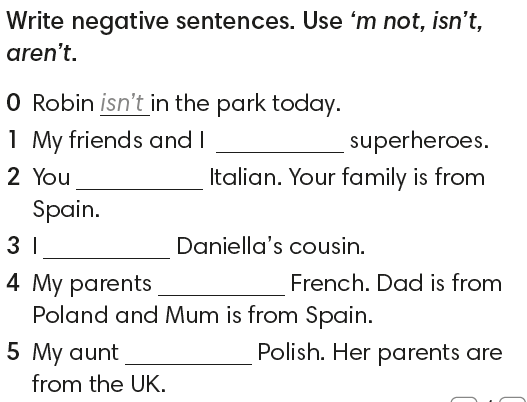 Write negative sentences. Use ‘m not, isn’t,
aren’t.
0 Robin isn’t in the park today.
1 My friends and I __________ superheroes.
2 You __________ Italian. Your family is from
Spain.
3 I __________ Daniella’s cousin.
4 My parents __________ French. Dad is from
Poland and Mum is from Spain.
5 My aunt __________ Polish. Her parents are
from the UK.